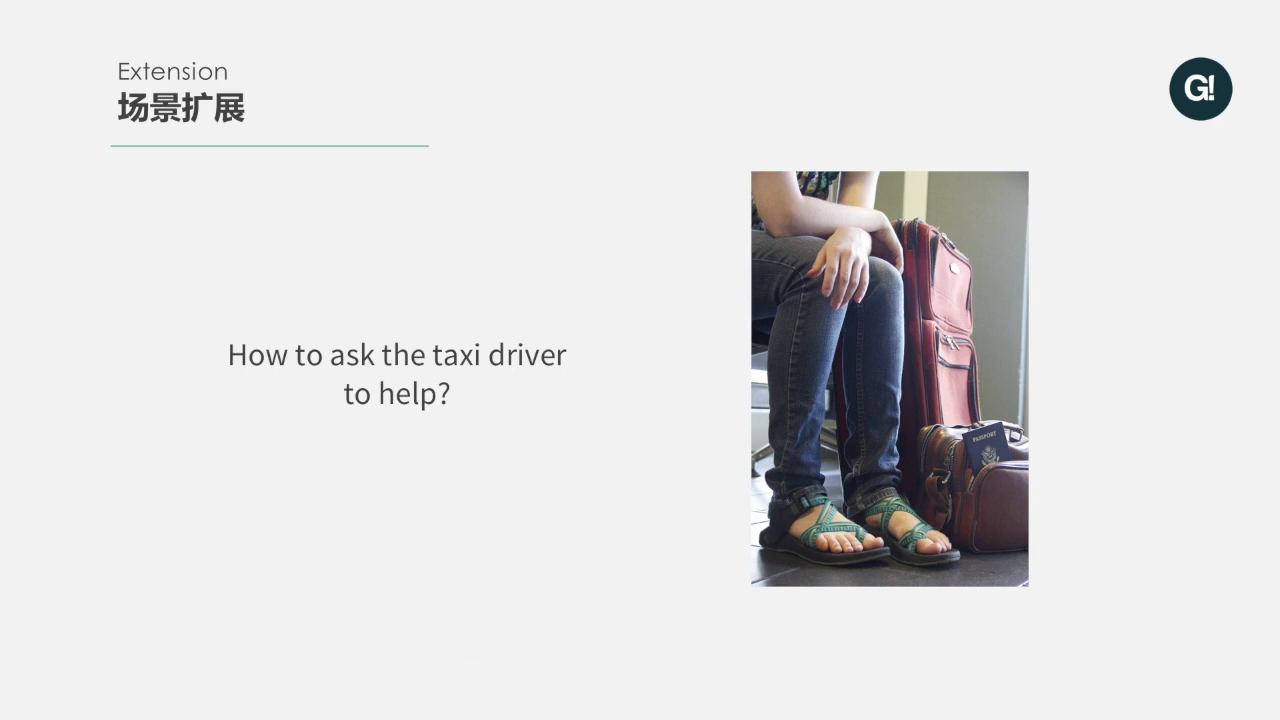 Extension
场景扩展
G!
How to ask the taxi driver
to help?
PASSPORT